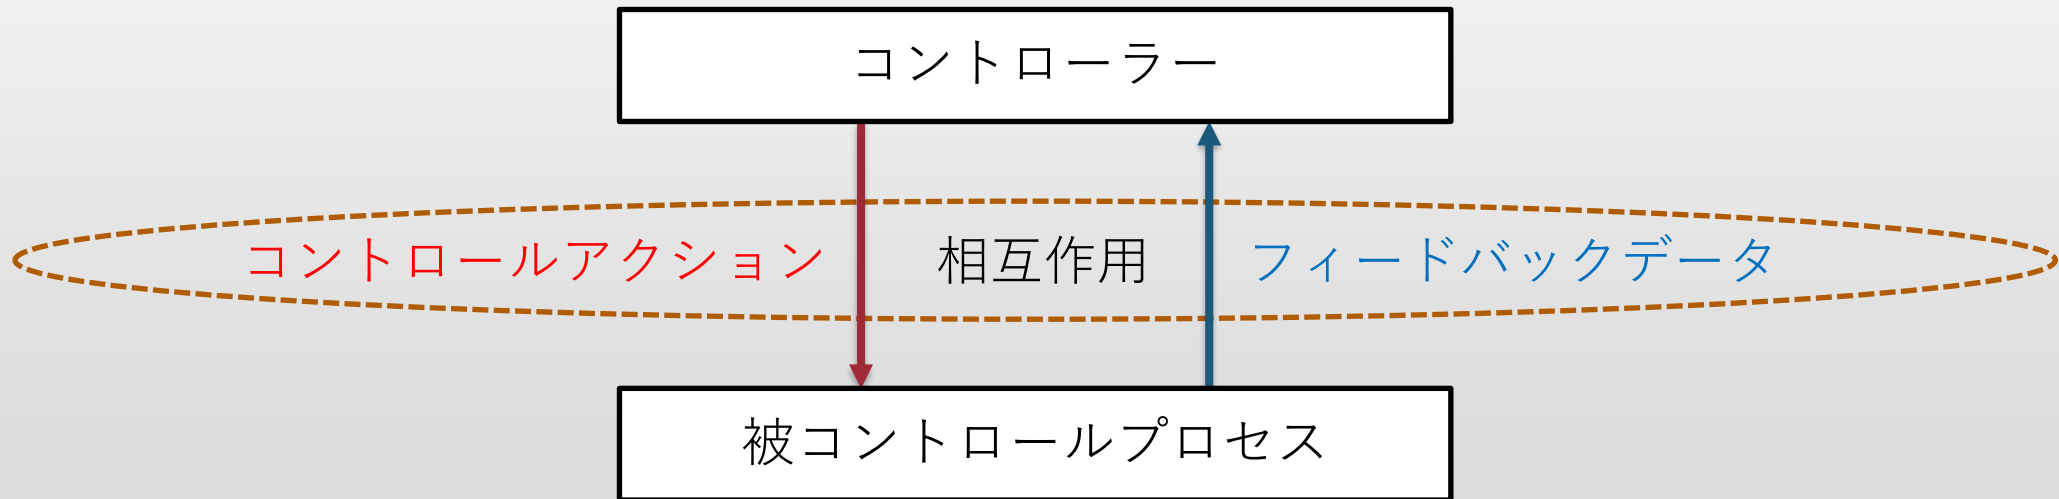 コントローラー
コントロールアクション 相互作用 フィードバックデータ
被コントロールプロセス